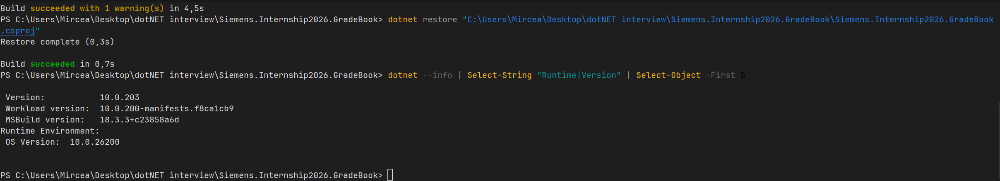 Build succeeded with 1 warning(s) in 4,5s
PS C:\Users\Mircea\Desktop\dotNET interview\Siemens.Internship2026.GradeBook> dotnet restore "C:\Users\Mircea\Desktop\dotNET interview\Siemens.Internship2026.GradeBook\Siemens.Internship2026.GradeBook
.csproj"
Restore complete (0,3s)
Build succeeded in 0,7s
PS C:\Users\Mircea\Desktop\dotNET interview\Siemens.Internship2026.GradeBook> dotnet --info | Select-String "Runtime|Version" | Select-Object -First 5
Version: 10.0.203
Workload version: 10.0.200-manifests.f8ca1cb9
MSBuild version: 18.3.3+c23858a6d
Runtime Environment:
OS Version: 10.0.26200
PS C:\Users\Mircea\Desktop\dotNET interview\Siemens.Internship2026.GradeBook>